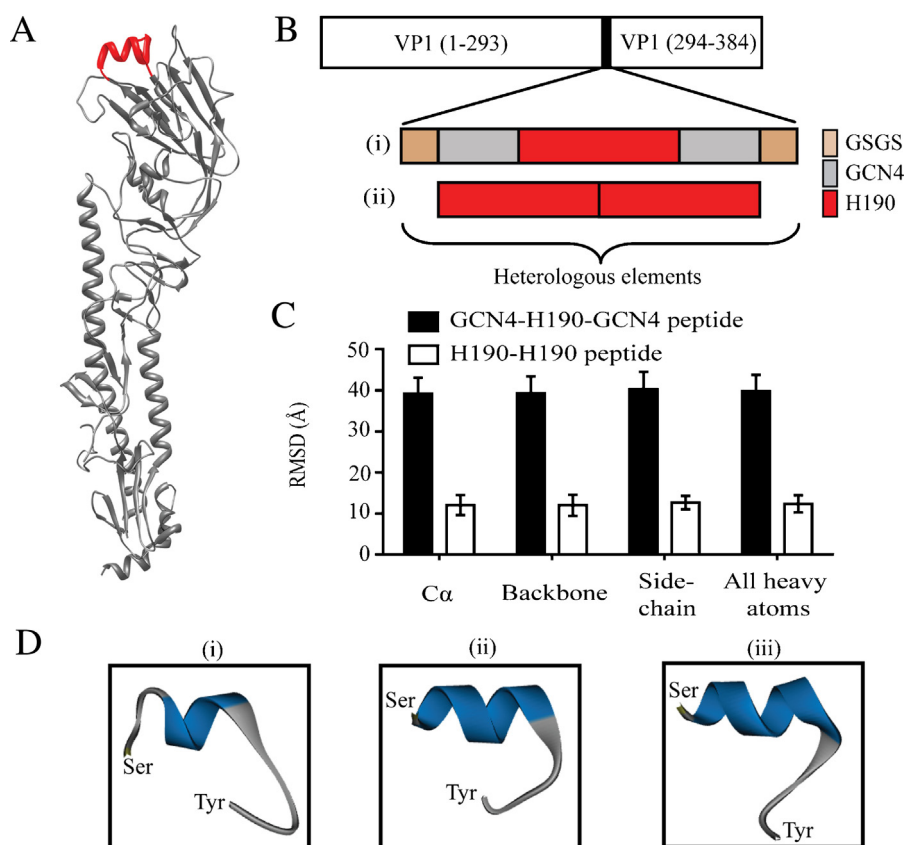 A
B
VP1 (1-293)
VP1 (294-384)
(i)
GSGS
GCN4
(ii)
H190
Heterologous elements
C
GCN4-H190-GCN4 peptide
H190-H190 peptide
RMSD (Å)
50
40
30
20
10
0
Cα
Backbone
Side-
chain
All heavy
atoms
D
(i)
Ser
Tyr
(ii)
Ser
Tyr
(iii)
Ser
Tyr